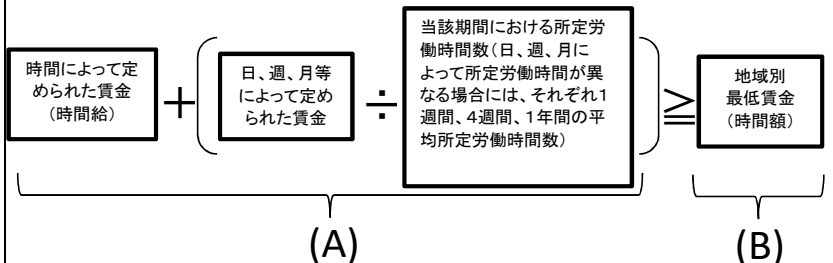 時間によって定
められた賃金
(時間給)
+
日、週、月等
によって定め
られた賃金
÷
当該期間における所定労
働時間数(日、週、月に
よって所定労働時間が異
なる場合には、それぞれ1
週間、4週間、1年間の平
均所定労働時間数)
≧
地域別
最低賃金
(時間額)
(A)
(B)